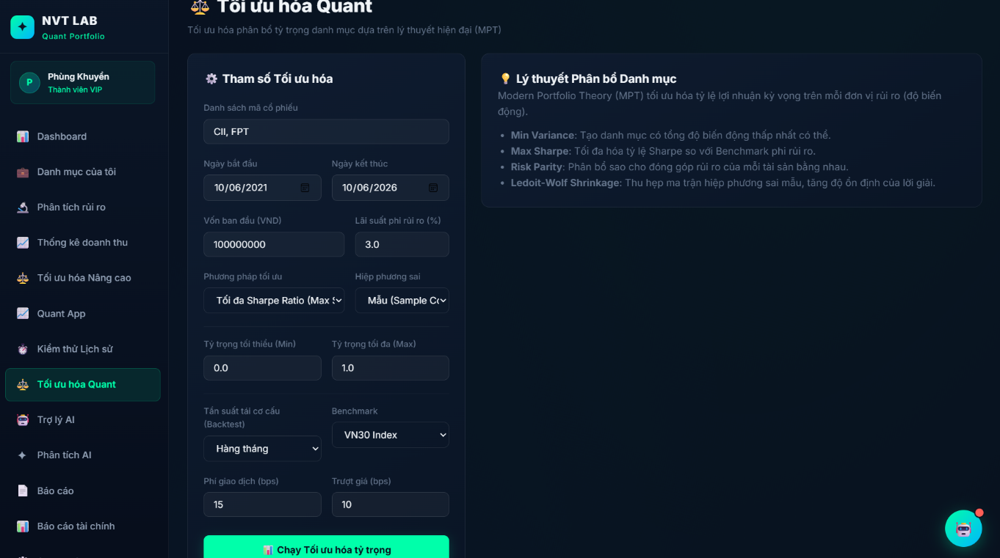 NVT LAB
Quant Portfolio
P
Phùng Khuyển
Thành viên VIP
Dashboard
Danh mục của tôi
Phân tích rủi ro
Thống kê doanh thu
Tối ưu hóa Nâng cao
Quant App
Kiểm thử Lịch sử
Tối ưu hóa Quant
Trợ lý AI
Phân tích AI
Báo cáo
Báo cáo tài chính
Tối ưu hóa Quant
Tối ưu hóa phân bổ tỷ trọng danh mục dựa trên lý thuyết hiện đại (MPT)
Tham số Tối ưu hóa
Danh sách mã cổ phiếu
CII, FPT
Ngày bắt đầu
Ngày kết thúc
10/06/2021
10/06/2026
Vốn ban đầu (VND)
Lãi suất phi rủi ro (%)
100000000
3.0
Phương pháp tối ưu
Hiệp phương sai
Tối đa Sharpe Ratio (Max S
Mẫu (Sample Co
Tỷ trọng tối thiểu (Min)
Tỷ trọng tối đa (Max)
0.0
1.0
Tần suất tái cơ cấu
(Backtest)
Benchmark
Hàng tháng
VN30 Index
Phí giao dịch (bps)
Trượt giá (bps)
15
10
Chạy Tối ưu hóa tỷ trọng
Lý thuyết Phân bổ Danh mục
Modern Portfolio Theory (MPT) tối ưu hóa tỷ lệ lợi nhuận kỳ vọng trên mỗi đơn vị rủi ro (độ biến
động).
• Min Variance: Tạo danh mục có tổng độ biến động thấp nhất có thể.
• Max Sharpe: Tối đa hóa tỷ lệ Sharpe so với Benchmark phi rủi ro.
• Risk Parity: Phân bổ sao cho đóng góp rủi ro của mỗi tài sản bằng nhau.
• Ledoit-Wolf Shrinkage: Thu hẹp ma trận hiệp phương sai mẫu, tăng độ ổn định của lời giải.